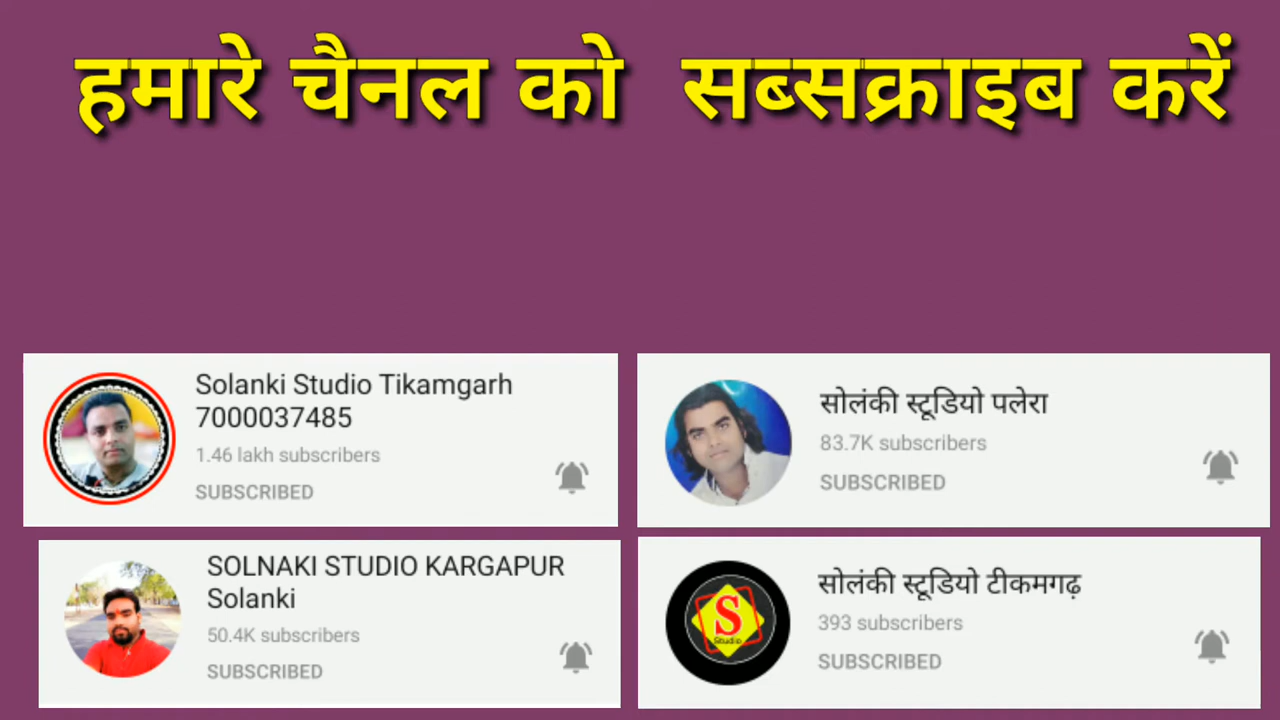 हमारे चैनल को सब्सक्राइब करें
Solanki Studio Tikamgarh
7000037485
1.46 lakh subscribers
SUBSCRIBED
सोलंकी स्टूडियो पलेरा
83.7K subscribers
SUBSCRIBED
SOLNAKI STUDIO KARGAPUR
Solanki
50.4K subscribers
SUBSCRIBED
S
Studio
सोलंकी स्टूडियो टीकमगढ़
393 subscribers
SUBSCRIBED